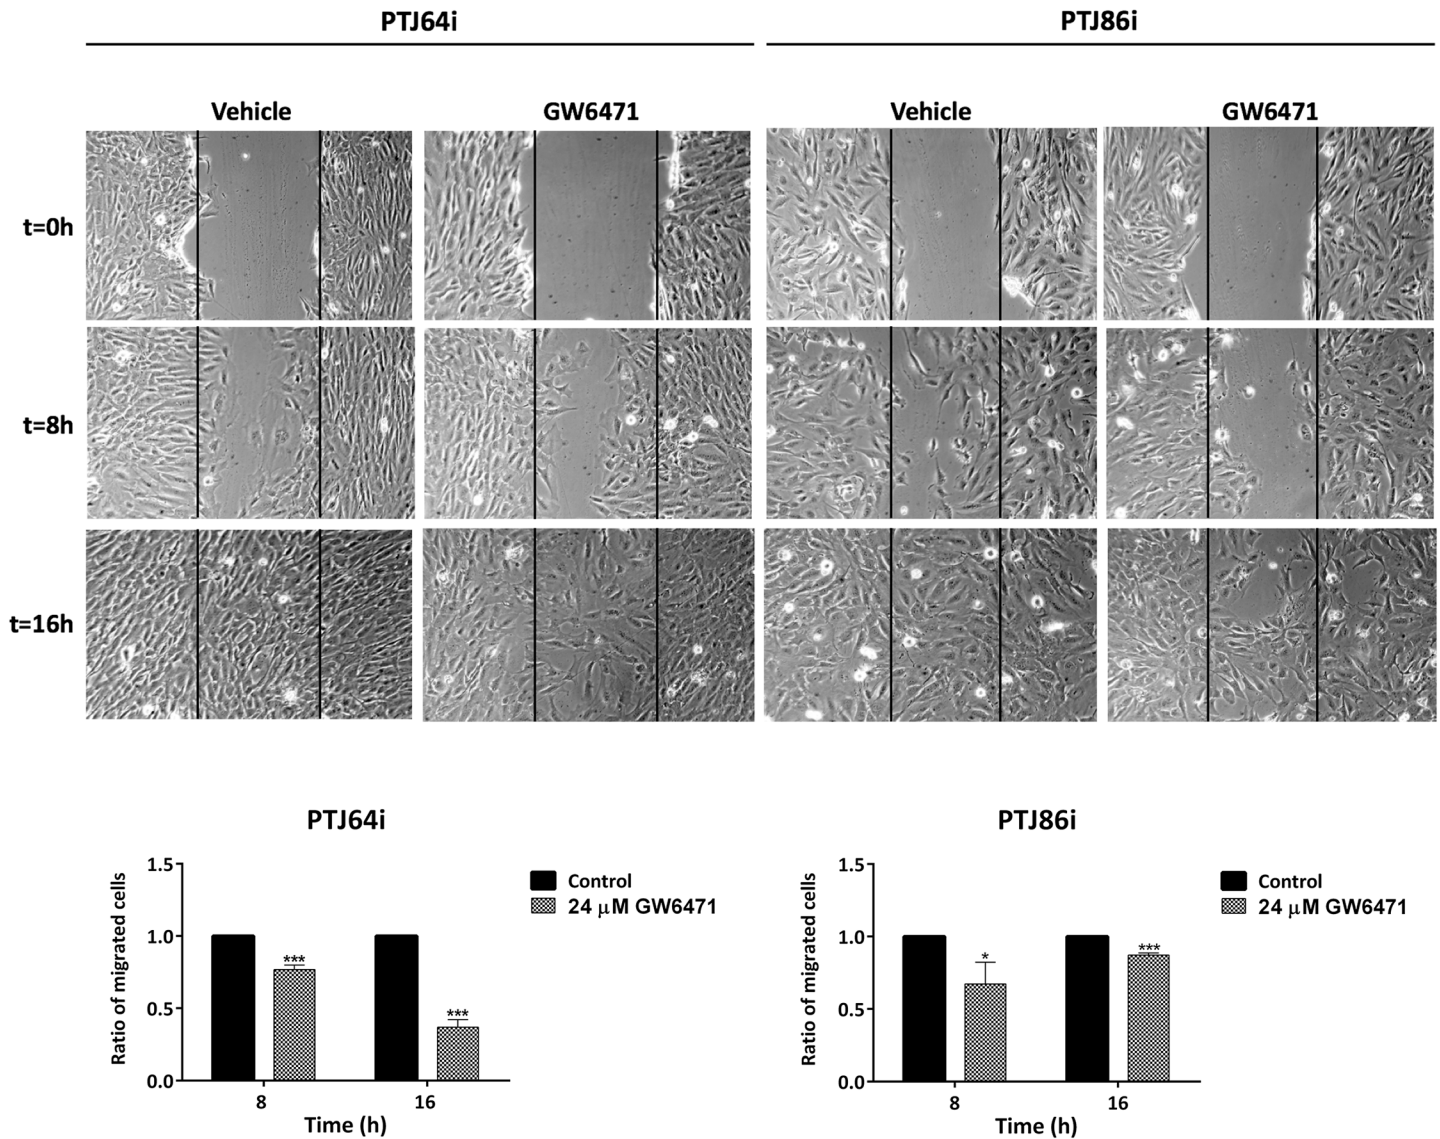 PTJ64i
PTJ86i
Vehicle
GW6471
Vehicle
GW6471
t=0h
t=8h
t=16h
PTJ64i
Ratio of migrated cells
1.5
1.0
0.5
0.0
***
***
8
16
Time (h)
Control
24 μM GW6471
PTJ86i
Ratio of migrated cells
1.5
1.0
0.5
0.0
*
***
8
16
Time (h)
Control
24 μM GW6471